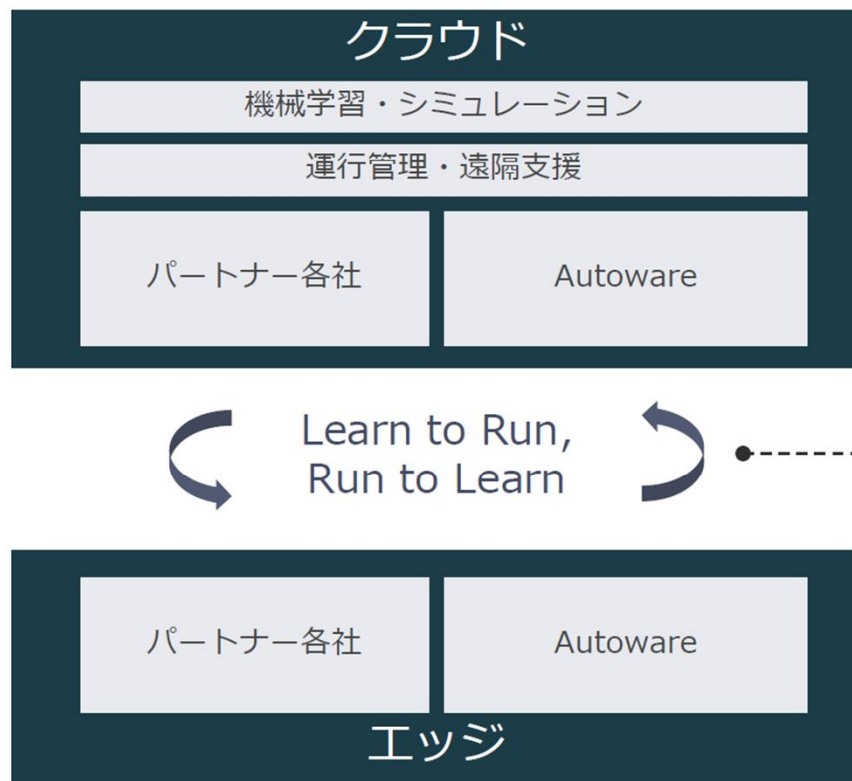 クラウド
機械学習・シミュレーション
運行管理・遠隔支援
パートナー各社
Autoware
Learn to Run,
Run to Learn
パートナー各社
Autoware
エッジ